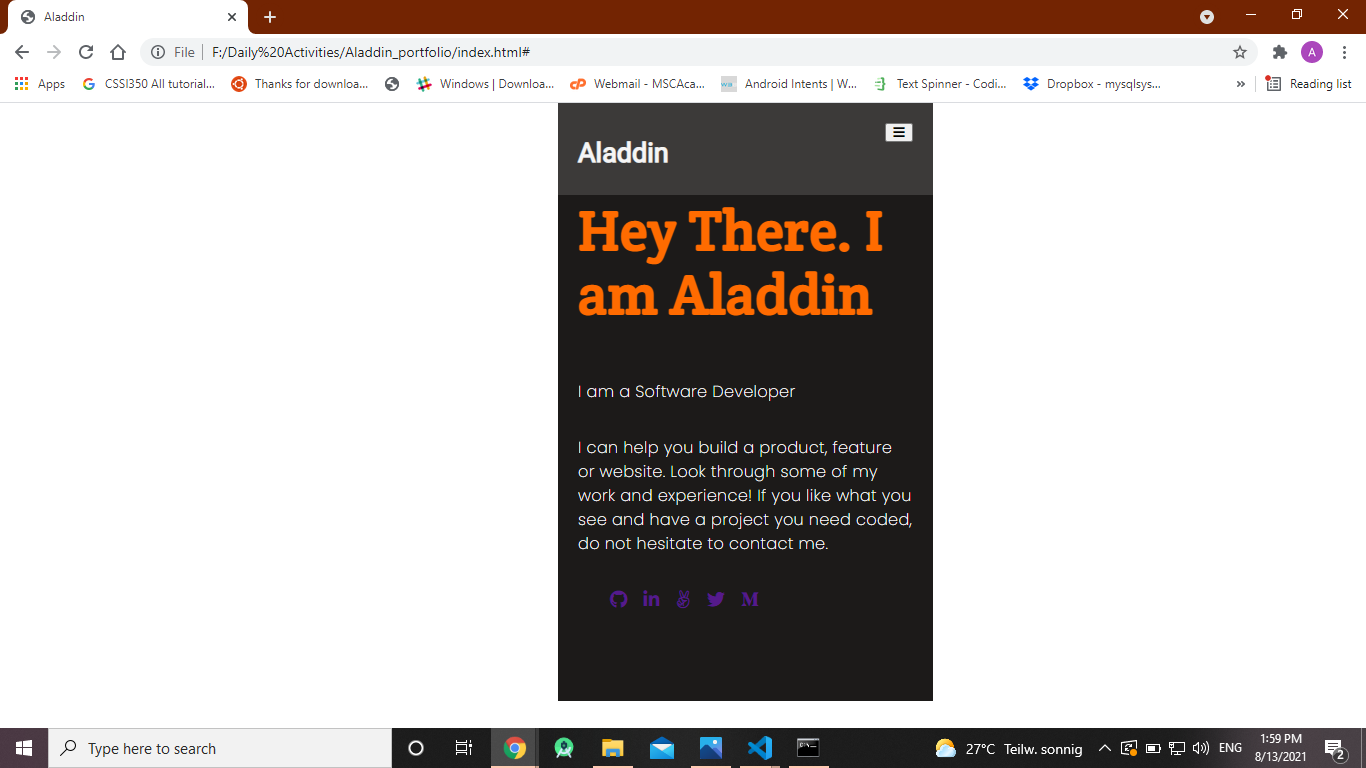 Aladdin
File
F:/Daily%20Activities/Aladdin_portfolio/index.html#
A
Apps
CSSI350 All tutorial...
Thanks for downloa...
Windows | Downloa...
Webmail - MSCAca...
Android Intents | W...
Text Spinner - Codi...
Dropbox - mysqlsys...
»
Reading list
Aladdin
Hey There. I
am Aladdin
I am a Software Developer
I can help you build a product, feature
or website. Look through some of my
work and experience! If you like what you
see and have a project you need coded,
do not hesitate to contact me.
Type here to search
27°C Teilw. sonnig
ENG
1:59 PM
8/13/2021
2